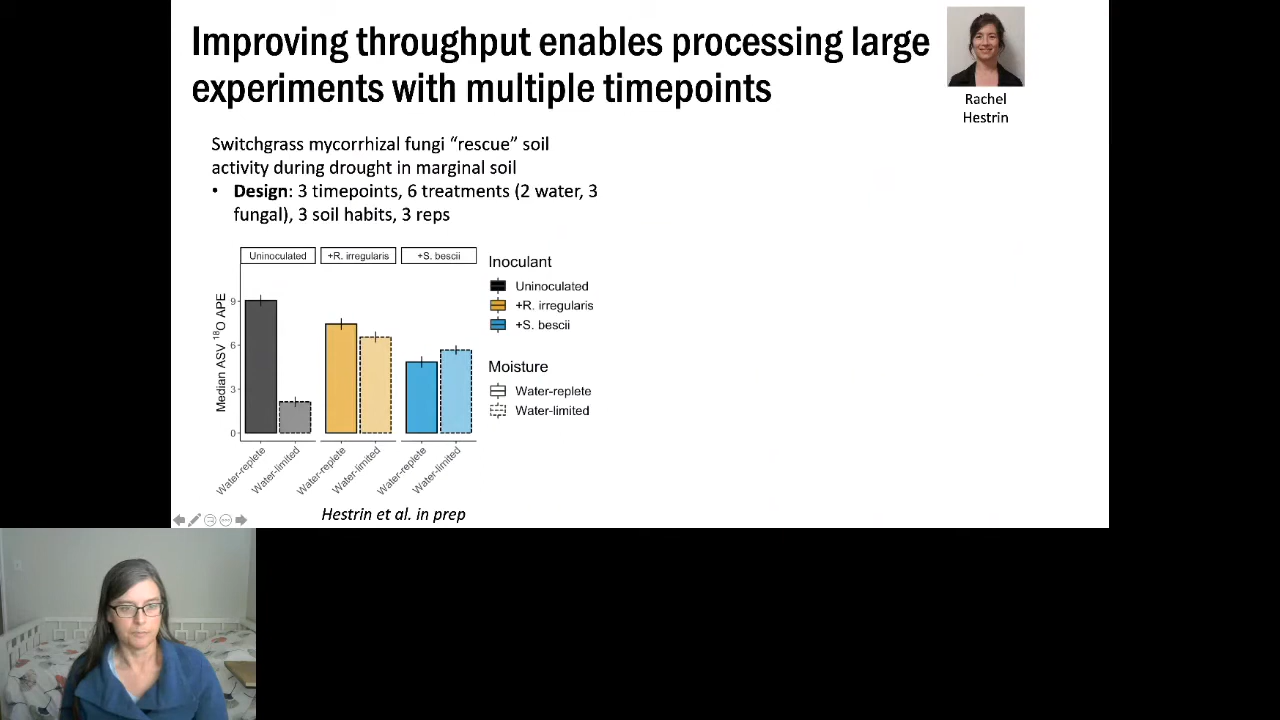 Improving throughput enables processing large
experiments with multiple timepoints
Rachel
Hestrin
Switchgrass mycorrhizal fungi “rescue” soil
activity during drought in marginal soil
• Design: 3 timepoints, 6 treatments (2 water, 3
fungal), 3 soil habits, 3 reps
Uninoculated
+R. irregularis
+S. bescii
Median ASV 18O APE
9
6
3
0
Water-replete
Water-limited
Water-replete
Water-limited
Water-replete
Water-limited
Inoculant
Uninoculated
+R. irregularis
+S. bescii
Moisture
Water-replete
Water-limited
Hestrin et al. in prep